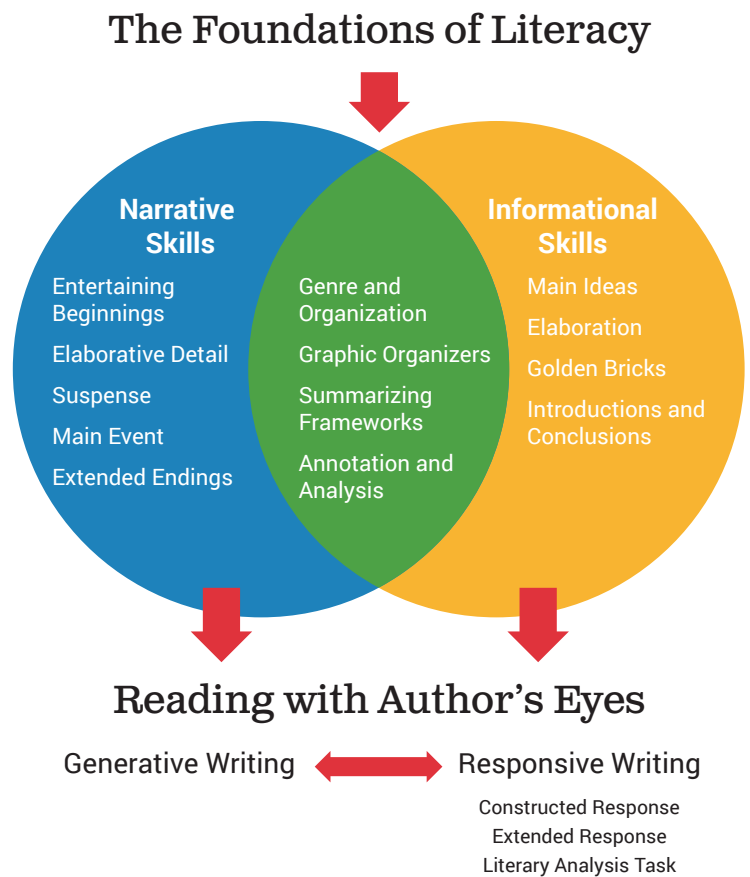 The Foundations of Literacy
Narrative
Skills
Entertaining
Beginnings
Elaborative Detail
Suspense
Main Event
Extended Endings
Genre and
Organization
Graphic Organizers
Summarizing
Frameworks
Annotation and
Analysis
Informational
Skills
Main Ideas
Elaboration
Golden Bricks
Introductions and
Conclusions
Reading with Author’s Eyes
Generative Writing
Responsive Writing
Constructed Response
Extended Response
Literary Analysis Task